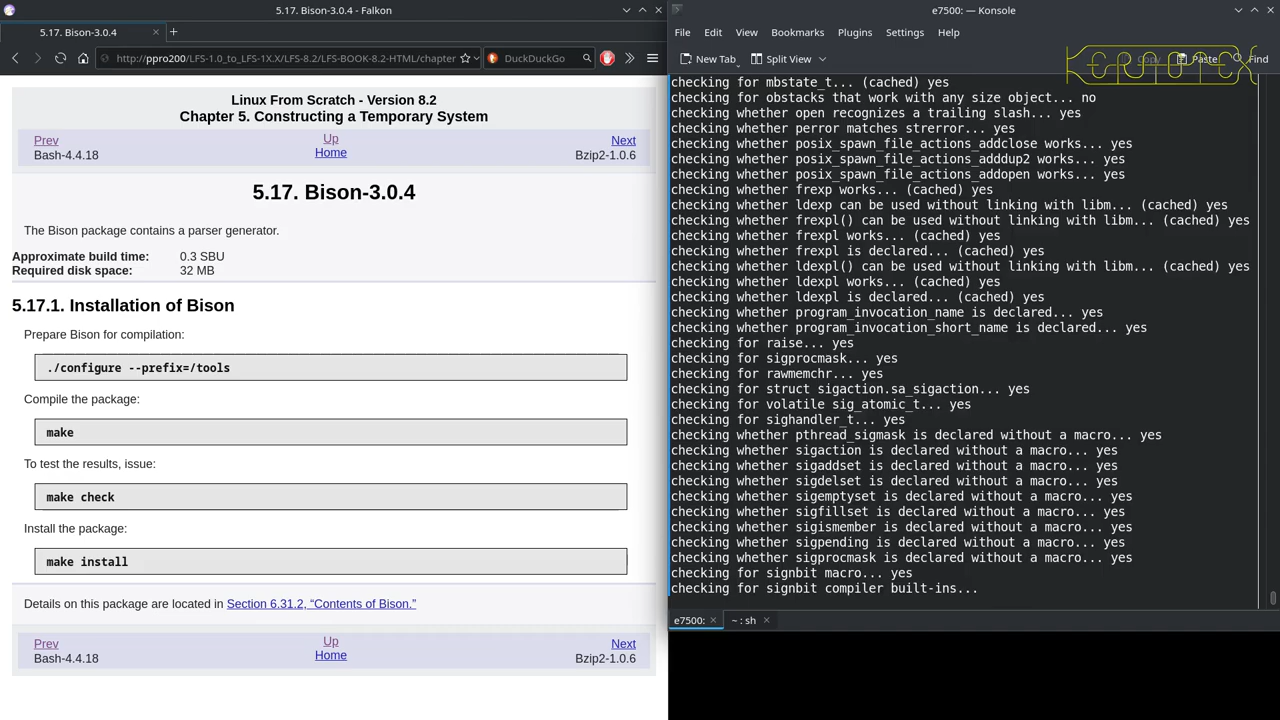 5.17. Bison-3.0.4 - Falkon
5.17. Bison-3.0.4
http://ppro200/LFS-1.0_to_LFS-1X.X/LFS-8.2/LFS-BOOK-8.2-HTML/chapter
DuckDuckGo
Linux From Scratch - Version 8.2
Chapter 5. Constructing a Temporary System
Prev
Up
Next
Bash-4.4.18
Home
Bzip2-1.0.6
5.17. Bison-3.0.4
The Bison package contains a parser generator.
Approximate build time: 0.3 SBU
Required disk space: 32 MB
5.17.1. Installation of Bison
Prepare Bison for compilation:
./configure --prefix=/tools
Compile the package:
make
To test the results, issue:
make check
Install the package:
make install
Details on this package are located in Section 6.31.2, “Contents of Bison.”
Prev
Up
Next
Bash-4.4.18
Home
Bzip2-1.0.6
e7500: — Konsole
File Edit View Bookmarks Plugins Settings Help
New Tab Split View Copy Paste Find
checking for mbstate_t... (cached) yes
checking for obstacks that work with any size object... no
checking whether open recognizes a trailing slash... yes
checking whether perror matches strerror... yes
checking whether posix_spawn_file_actions_addclose works... yes
checking whether posix_spawn_file_actions_adddup2 works... yes
checking whether posix_spawn_file_actions_addopen works... yes
checking whether frexp works... (cached) yes
checking whether ldexp can be used without linking with libm... (cached) yes
checking whether frexpl() can be used without linking with libm... (cached) yes
checking whether frexpl works... (cached) yes
checking whether frexpl is declared... (cached) yes
checking whether ldexpl() can be used without linking with libm... (cached) yes
checking whether ldexpl works... (cached) yes
checking whether ldexpl is declared... (cached) yes
checking whether program_invocation_name is declared... yes
checking whether program_invocation_short_name is declared... yes
checking for raise... yes
checking for sigprocmask... yes
checking for rawmemchr... yes
checking for struct sigaction.sa_sigaction... yes
checking for volatile sig_atomic_t... yes
checking for sighandler_t... yes
checking whether pthread_sigmask is declared without a macro... yes
checking whether sigaction is declared without a macro... yes
checking whether sigaddset is declared without a macro... yes
checking whether sigdelset is declared without a macro... yes
checking whether sigemptyset is declared without a macro... yes
checking whether sigfillset is declared without a macro... yes
checking whether sigismember is declared without a macro... yes
checking whether sigpending is declared without a macro... yes
checking whether sigprocmask is declared without a macro... yes
checking for signbit macro... yes
checking for signbit compiler built-ins...
e7500:
~ : sh